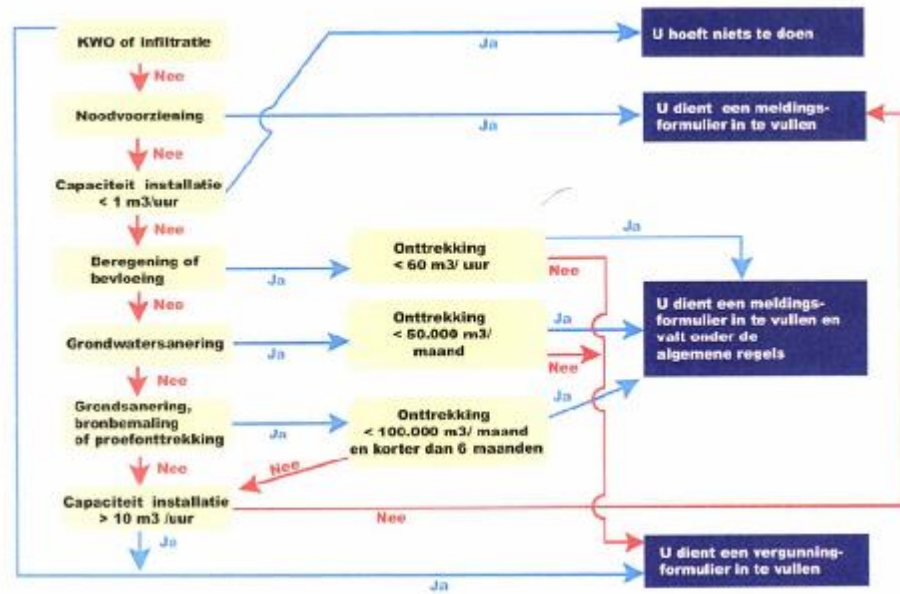 KWO of infiltratie
Ja
U hoeft niets te doen
Nee
Noodvoorziening
Ja
U dient een meldings-
formulier in te vullen
Nee
Capaciteit installatie
< 1 m3/uur
Nee
Beregening of
bevloeing
Ja
Onttrekking
< 60 m3/ uur
Ja
Nee
Nee
Grondwatersanering
Ja
Onttrekking
< 50.000 m3/
maand
Ja
Nee
U dient een meldings-
formulier in te vullen en
valt onder de
algemene regels
Nee
Grondsanering,
bronbemaling
of proefonttrekking
Ja
Onttrekking
< 100.000 m3/ maand
en korter dan 6 maanden
Ja
Nee
Nee
Capaciteit installatie
> 10 m3 /uur
Nee
Ja
Ja
U dient een vergunning-
formulier in te vullen